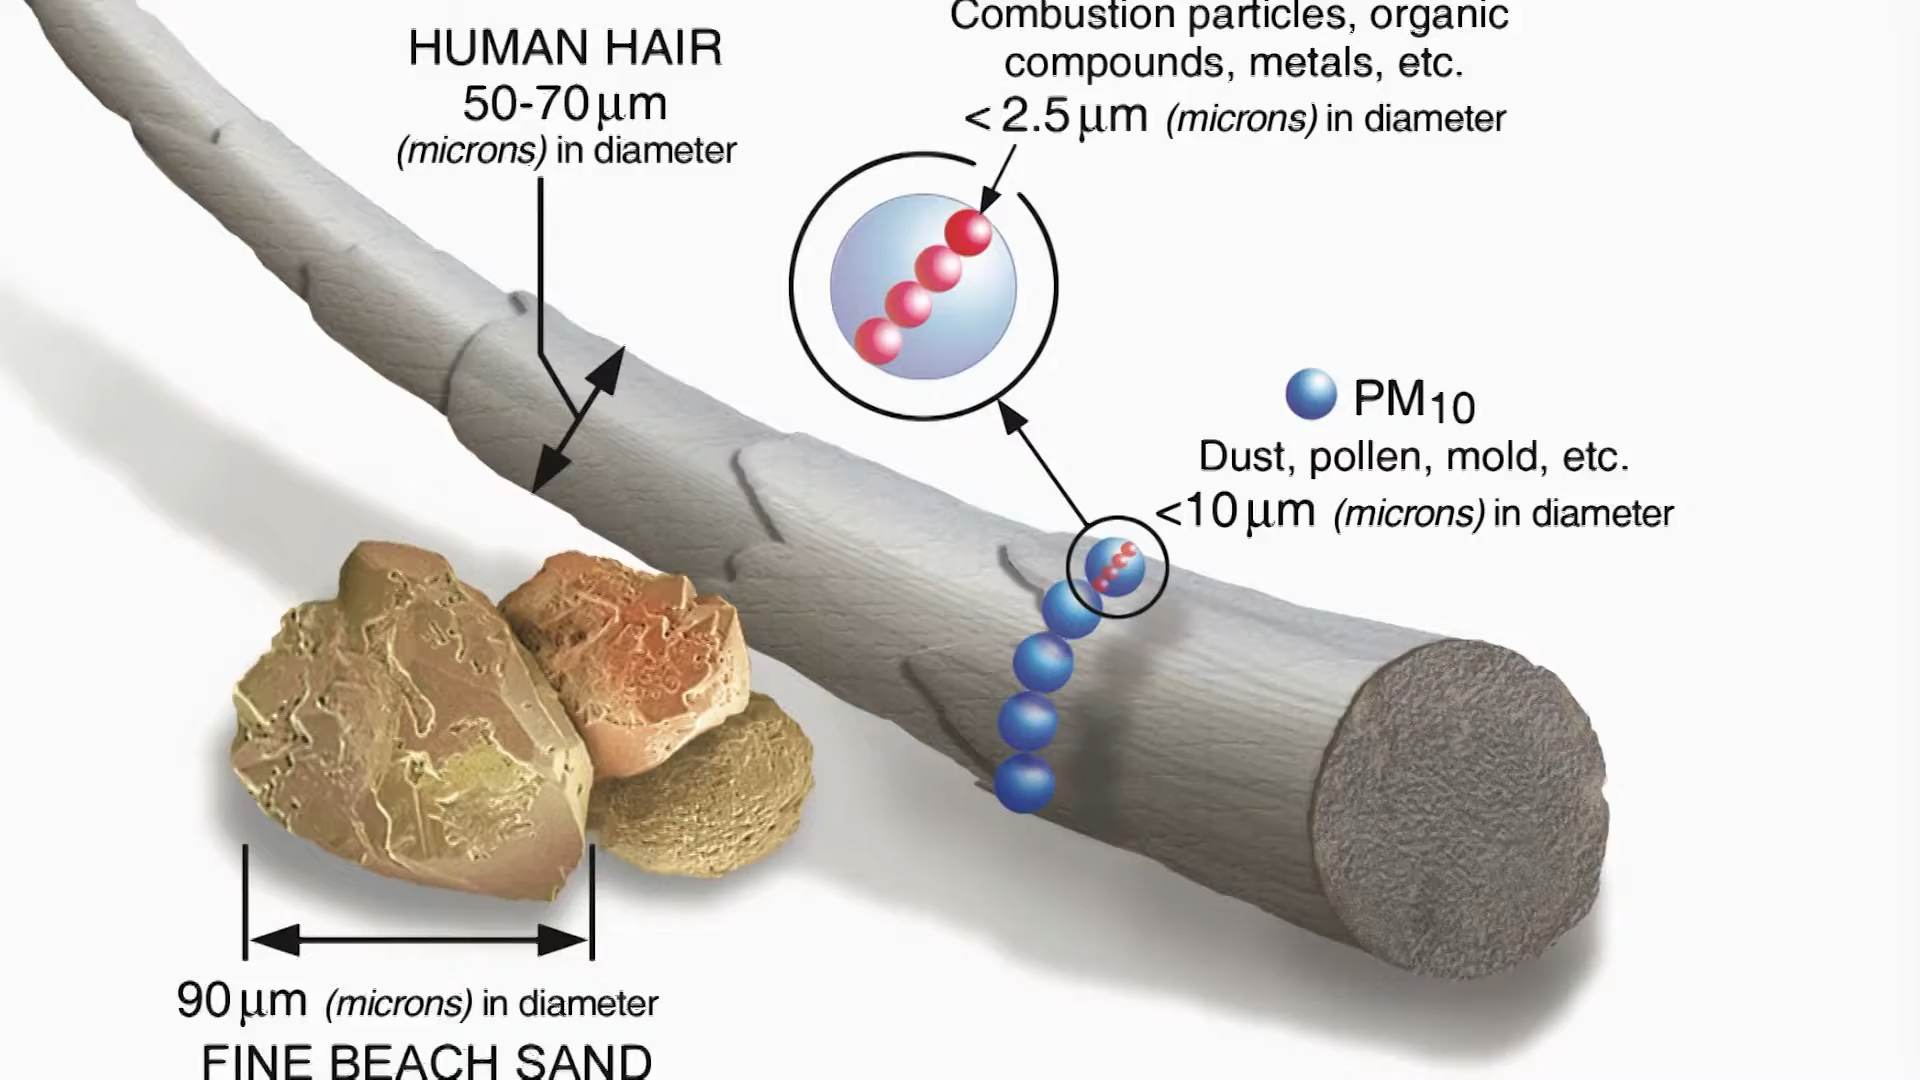 HUMAN HAIR
50-70 µm
(microns) in diameter
Combustion particles, organic
compounds, metals, etc.
< 2.5 µm (microns) in diameter
PM10
Dust, pollen, mold, etc.
<10 µm (microns) in diameter
90 µm (microns) in diameter
FINE BEACH SAND